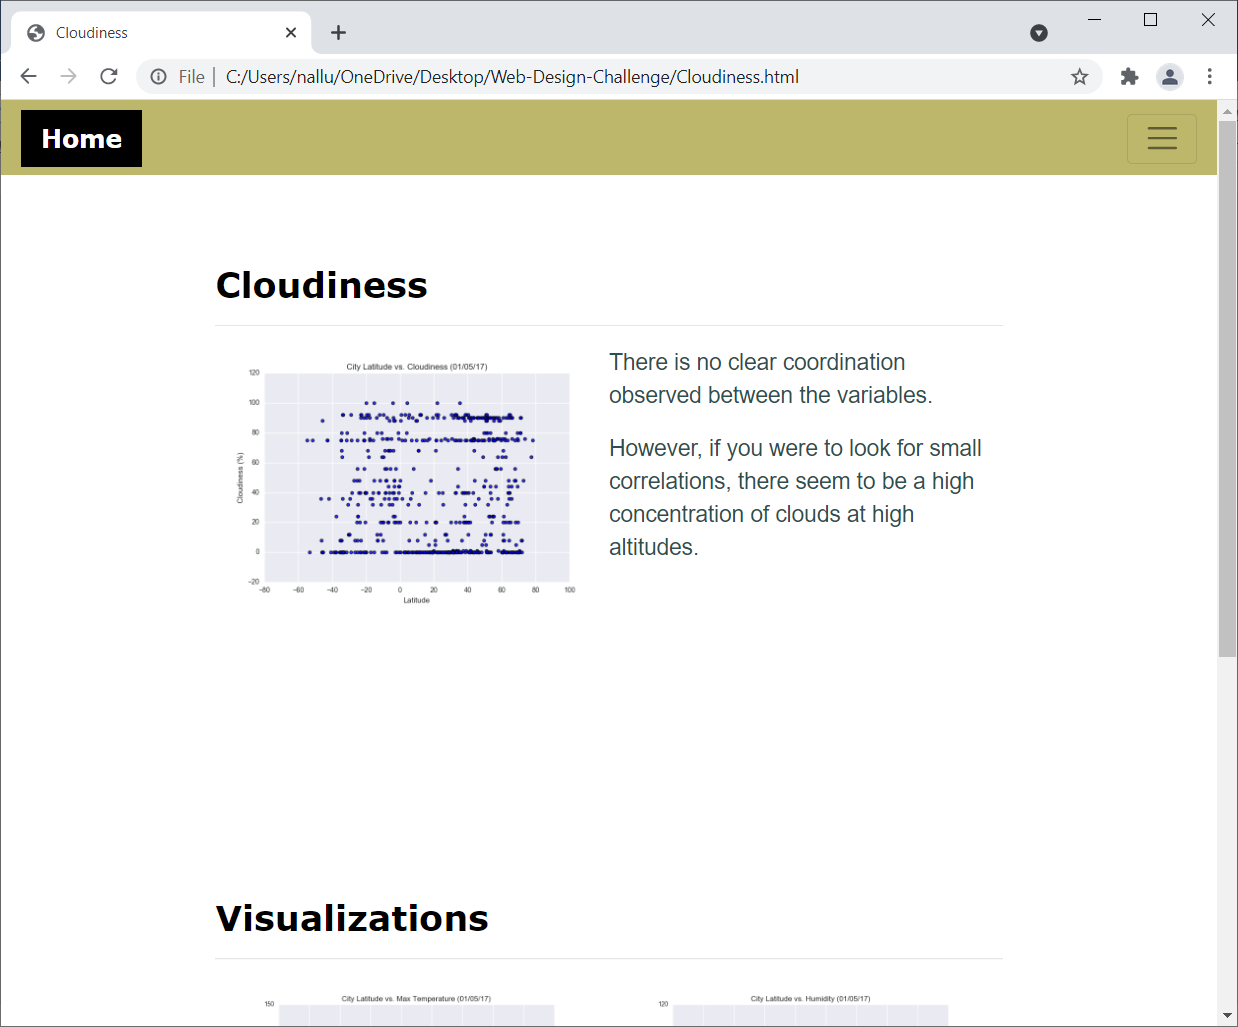 Cloudiness
File | C:/Users/nallu/OneDrive/Desktop/Web-Design-Challenge/Cloudiness.html
Home
Cloudiness
City Latitude vs. Cloudiness (01/05/17)
120
100
80
60
40
20
0
−20
Cloudiness (%)
−80 −60 −40 −20 0 20 40 60 80 100
Latitude
There is no clear coordination
observed between the variables.
However, if you were to look for small
correlations, there seem to be a high
concentration of clouds at high
altitudes.
Visualizations
City Latitude vs. Max Temperature (01/05/17)
150
City Latitude vs. Humidity (01/05/17)
120